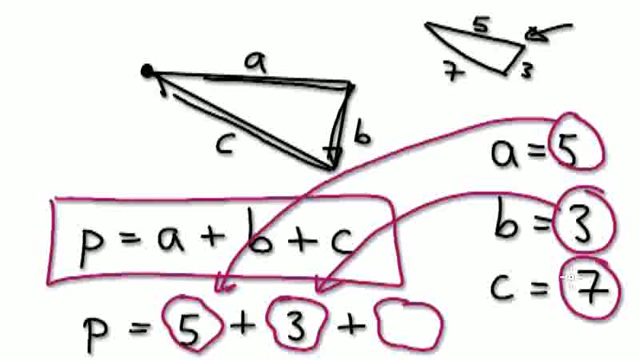 5
7 3
a
b
c
a = 5
b = 3
c = 7
p = a + b + c
p = 5 + 3 +